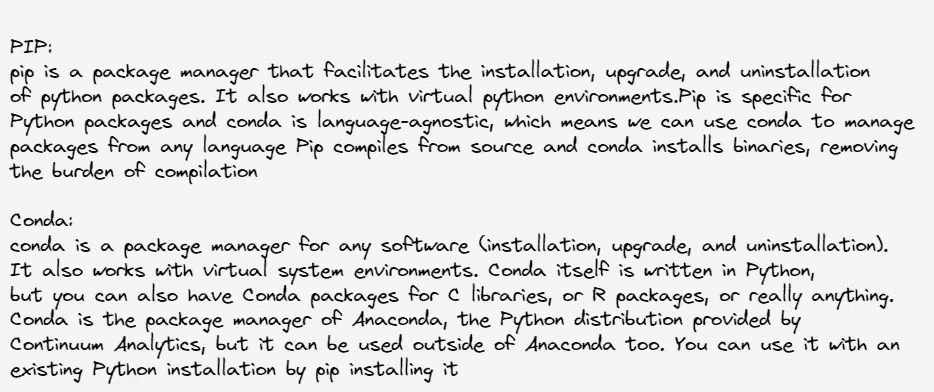 PIP:
pip is a package manager that facilitates the installation, upgrade, and uninstallation
of python packages. It also works with virtual python environments.Pip is specific for
Python packages and conda is language-agnostic, which means we can use conda to manage
packages from any language Pip compiles from source and conda installs binaries, removing
the burden of compilation
Conda:
conda is a package manager for any software (installation, upgrade, and uninstallation).
It also works with virtual system environments. Conda itself is written in Python,
but you can also have Conda packages for C libraries, or R packages, or really anything.
Conda is the package manager of Anaconda, the Python distribution provided by
Continuum Analytics, but it can be used outside of Anaconda too. You can use it with an
existing Python installation by pip installing it